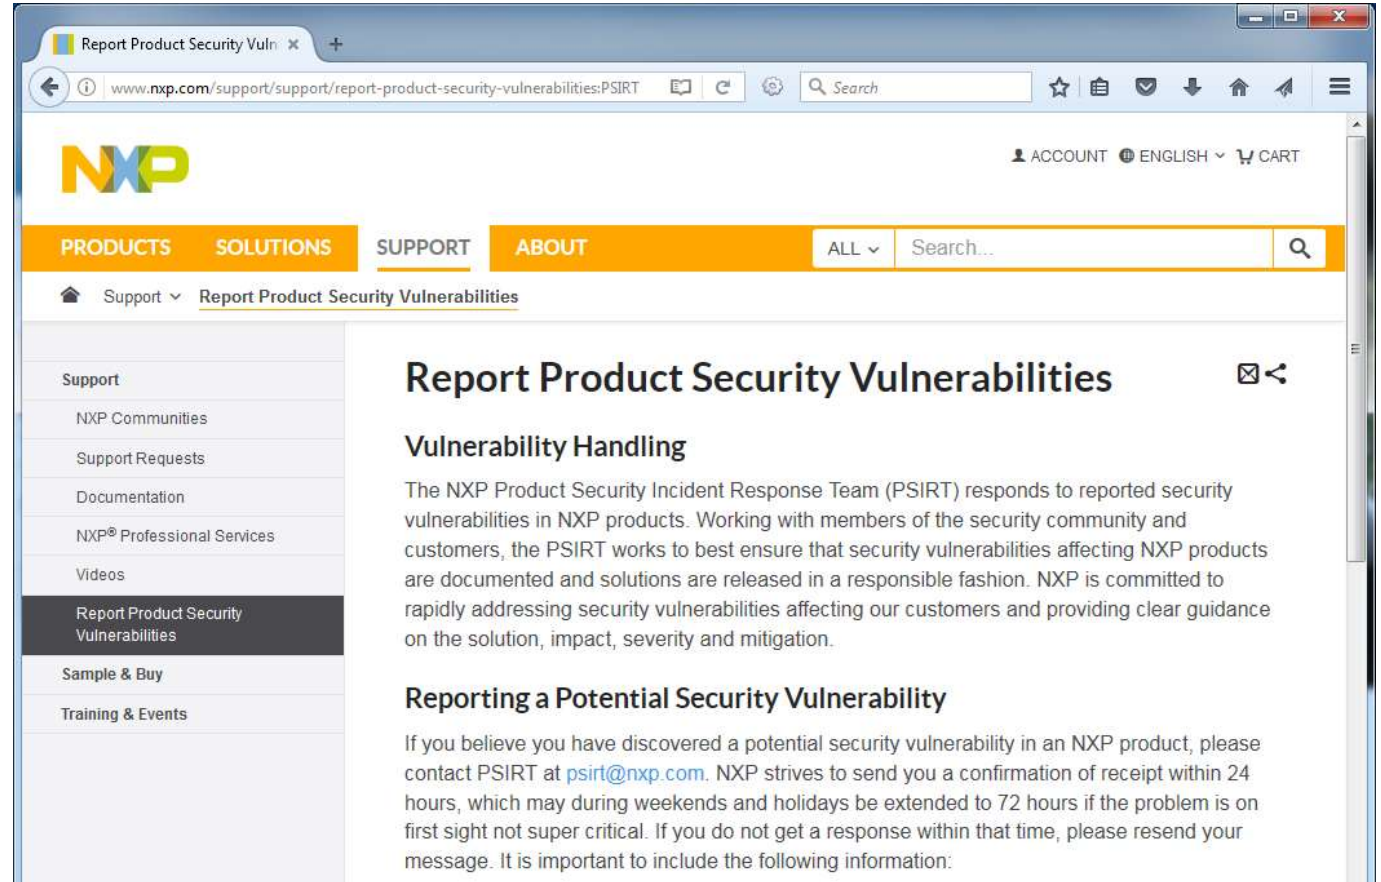 Report Product Security Vuln
www.nxp.com/support/support/report-product-security-vulnerabilities:PSIRT
Search
NXP
ACCOUNT ENGLISH CART
PRODUCTS SOLUTIONS SUPPORT ABOUT ALL Search...
Support Report Product Security Vulnerabilities
Support
NXP Communities
Support Requests
Documentation
NXP® Professional Services
Videos
Report Product Security
Vulnerabilities
Sample & Buy
Training & Events
Report Product Security Vulnerabilities
Vulnerability Handling
The NXP Product Security Incident Response Team (PSIRT) responds to reported security
vulnerabilities in NXP products. Working with members of the security community and
customers, the PSIRT works to best ensure that security vulnerabilities affecting NXP products
are documented and solutions are released in a responsible fashion. NXP is committed to
rapidly addressing security vulnerabilities affecting our customers and providing clear guidance
on the solution, impact, severity and mitigation.
Reporting a Potential Security Vulnerability
If you believe you have discovered a potential security vulnerability in an NXP product, please
contact PSIRT at psirt@nxp.com. NXP strives to send you a confirmation of receipt within 24
hours, which may during weekends and holidays be extended to 72 hours if the problem is on
first sight not super critical. If you do not get a response within that time, please resend your
message. It is important to include the following information: